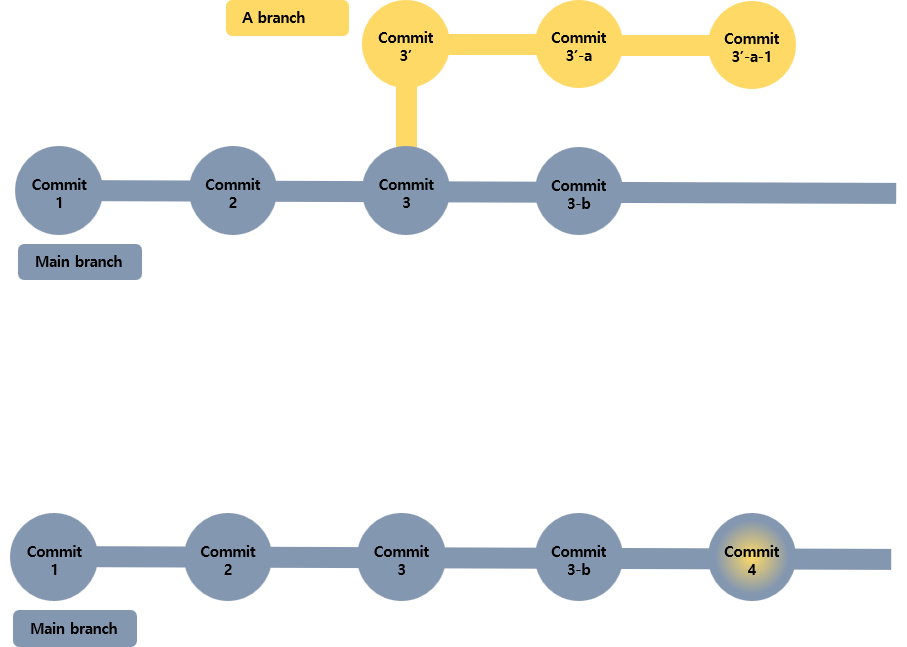 A branch
Commit
3′
Commit
3′-a
Commit
3′-a-1
Commit
1
Commit
2
Commit
3
Commit
3-b
Main branch
Commit
1
Commit
2
Commit
3
Commit
3-b
Commit
4
Main branch